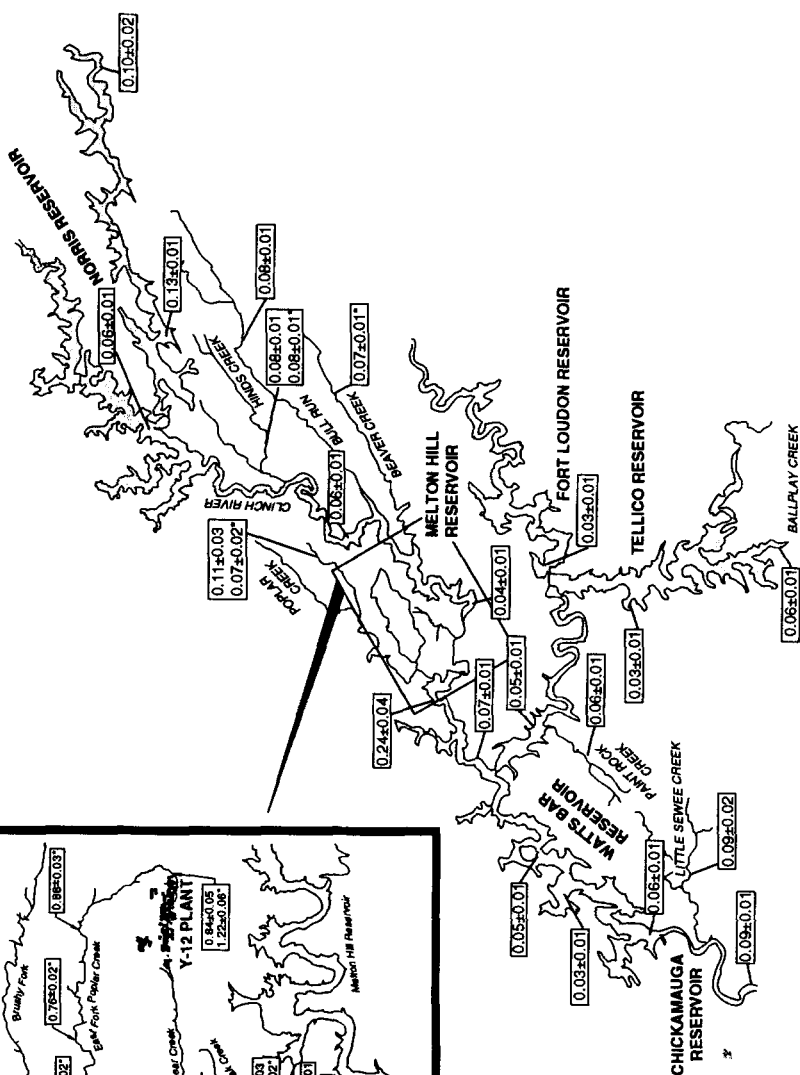 0.10±0.02
NORRIS RESERVOIR
0.06±0.01
0.13±0.01
0.08±0.01
HINDS CREEK
0.08±0.01
0.08±0.01*
BULL RUN
0.07±0.01*
BEAVER CREEK
CLINCH RIVER
0.06±0.01
MELTON HILL
RESERVOIR
0.11±0.03
0.07±0.02*
POPLAR
CREEK
FORT LOUDON RESERVOIR
0.03±0.01
TELLICO RESERVOIR
BALLPLAY CREEK
0.06±0.01
0.03±0.01
0.04±0.01
0.05±0.01
0.07±0.01
0.24±0.04
0.06±0.01
PAINT ROCK
CREEK
WATTS BAR
RESERVOIR
LITTLE SEWEE CREEK
0.09±0.02
0.06±0.01
0.05±0.01
0.03±0.01
0.09±0.01
CHICKAMAUGA
RESERVOIR
Brushy Fork
0.88±0.03*
0.76±0.02*
East Fork Poplar Creek
Y-12 PLANT
0.84±0.05
1.22±0.06*
Melton Hill Reservoir
Creek
Creek
02*
03
02*
01